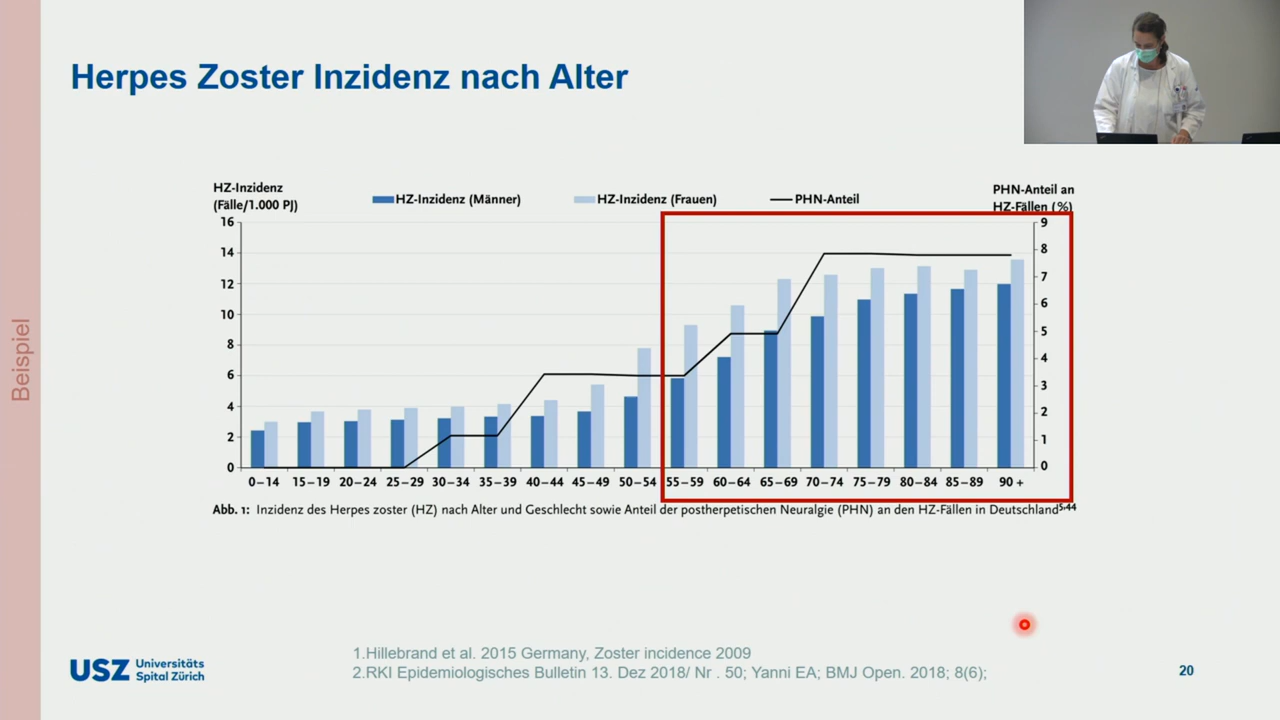 Herpes Zoster Inzidenz nach Alter
Beispiel
HZ-Inzidenz
(Fälle/1.000 PJ)
HZ-Inzidenz (Männer)
HZ-Inzidenz (Frauen)
PHN-Anteil
PHN-Anteil an
HZ-Fällen (%)
16
14
12
10
8
6
4
2
0
9
8
7
6
5
4
3
2
1
0
0–14 15–19 20–24 25–29 30–34 35–39 40–44 45–49 50–54 55–59 60–64 65–69 70–74 75–79 80–84 85–89 90 +
Abb. 1: Inzidenz des Herpes zoster (HZ) nach Alter und Geschlecht sowie Anteil der postherpetischen Neuralgie (PHN) an den HZ-Fällen in Deutschland5,44
USZ Universitäts
Spital Zürich
1.Hillebrand et al. 2015 Germany, Zoster incidence 2009
2.RKI Epidemiologisches Bulletin 13. Dez 2018/ Nr . 50; Yanni EA; BMJ Open. 2018; 8(6);
20